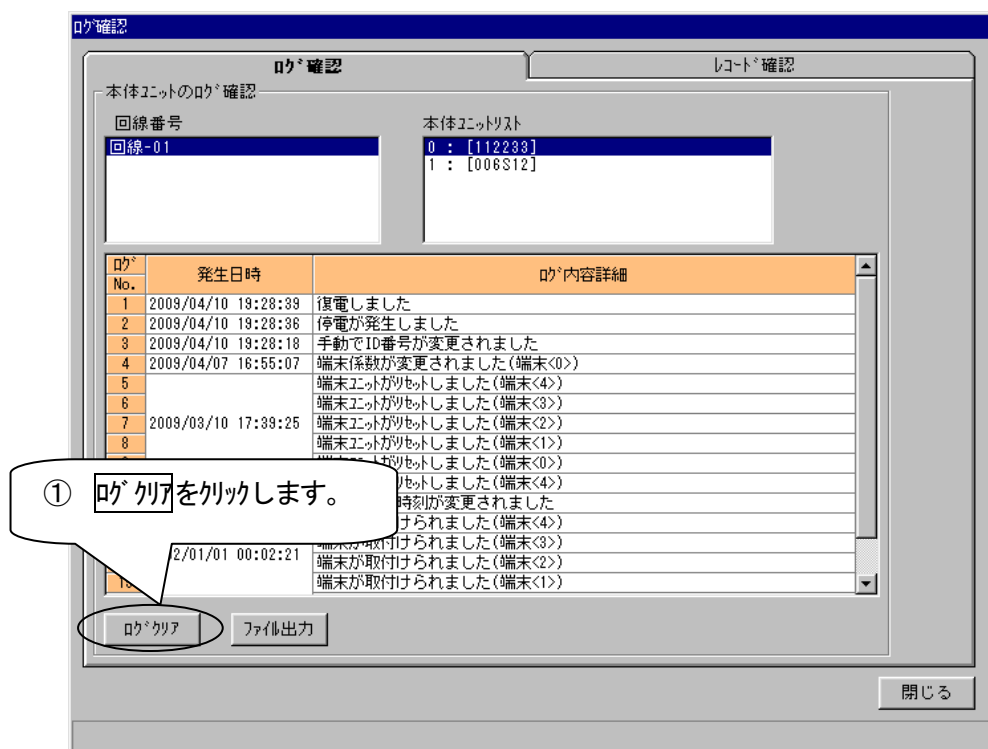 ﾛｸﾞ確認
ﾛｸﾞ確認
ﾚｺｰﾄﾞ確認
本体ﾕﾆｯﾄのﾛｸﾞ確認
回線番号
本体ﾕﾆｯﾄﾘｽﾄ
回線-01
0 : [112233]
1 : [006S12]
ﾛｸﾞ
No.
発生日時
ﾛｸﾞ内容詳細
1 2009/04/10 19:28:39 復電しました
2 2009/04/10 19:28:36 停電が発生しました
3 2009/04/10 19:28:18 手動でID番号が変更されました
4 2009/04/07 16:55:07 端末係数が変更されました(端末<0>)
5 端末ﾕﾆｯﾄがﾘｾｯﾄしました(端末<4>)
6 端末ﾕﾆｯﾄがﾘｾｯﾄしました(端末<3>)
7 2009/03/10 17:39:25 端末ﾕﾆｯﾄがﾘｾｯﾄしました(端末<2>)
8 端末ﾕﾆｯﾄがﾘｾｯﾄしました(端末<1>)
ﾄがﾘｾｯﾄしました(端末<0>)
ﾘｾｯﾄしました(端末<4>)
時刻が変更されました
けられました(端末<4>)
端末が取付けられました(端末<3>)
2/01/01 00:02:21 端末が取付けられました(端末<2>)
端末が取付けられました(端末<1>)
① ﾛｸﾞｸﾘｱをｸﾘｯｸします。
ﾛｸﾞｸﾘｱ
ﾌｧｲﾙ出力
閉じる